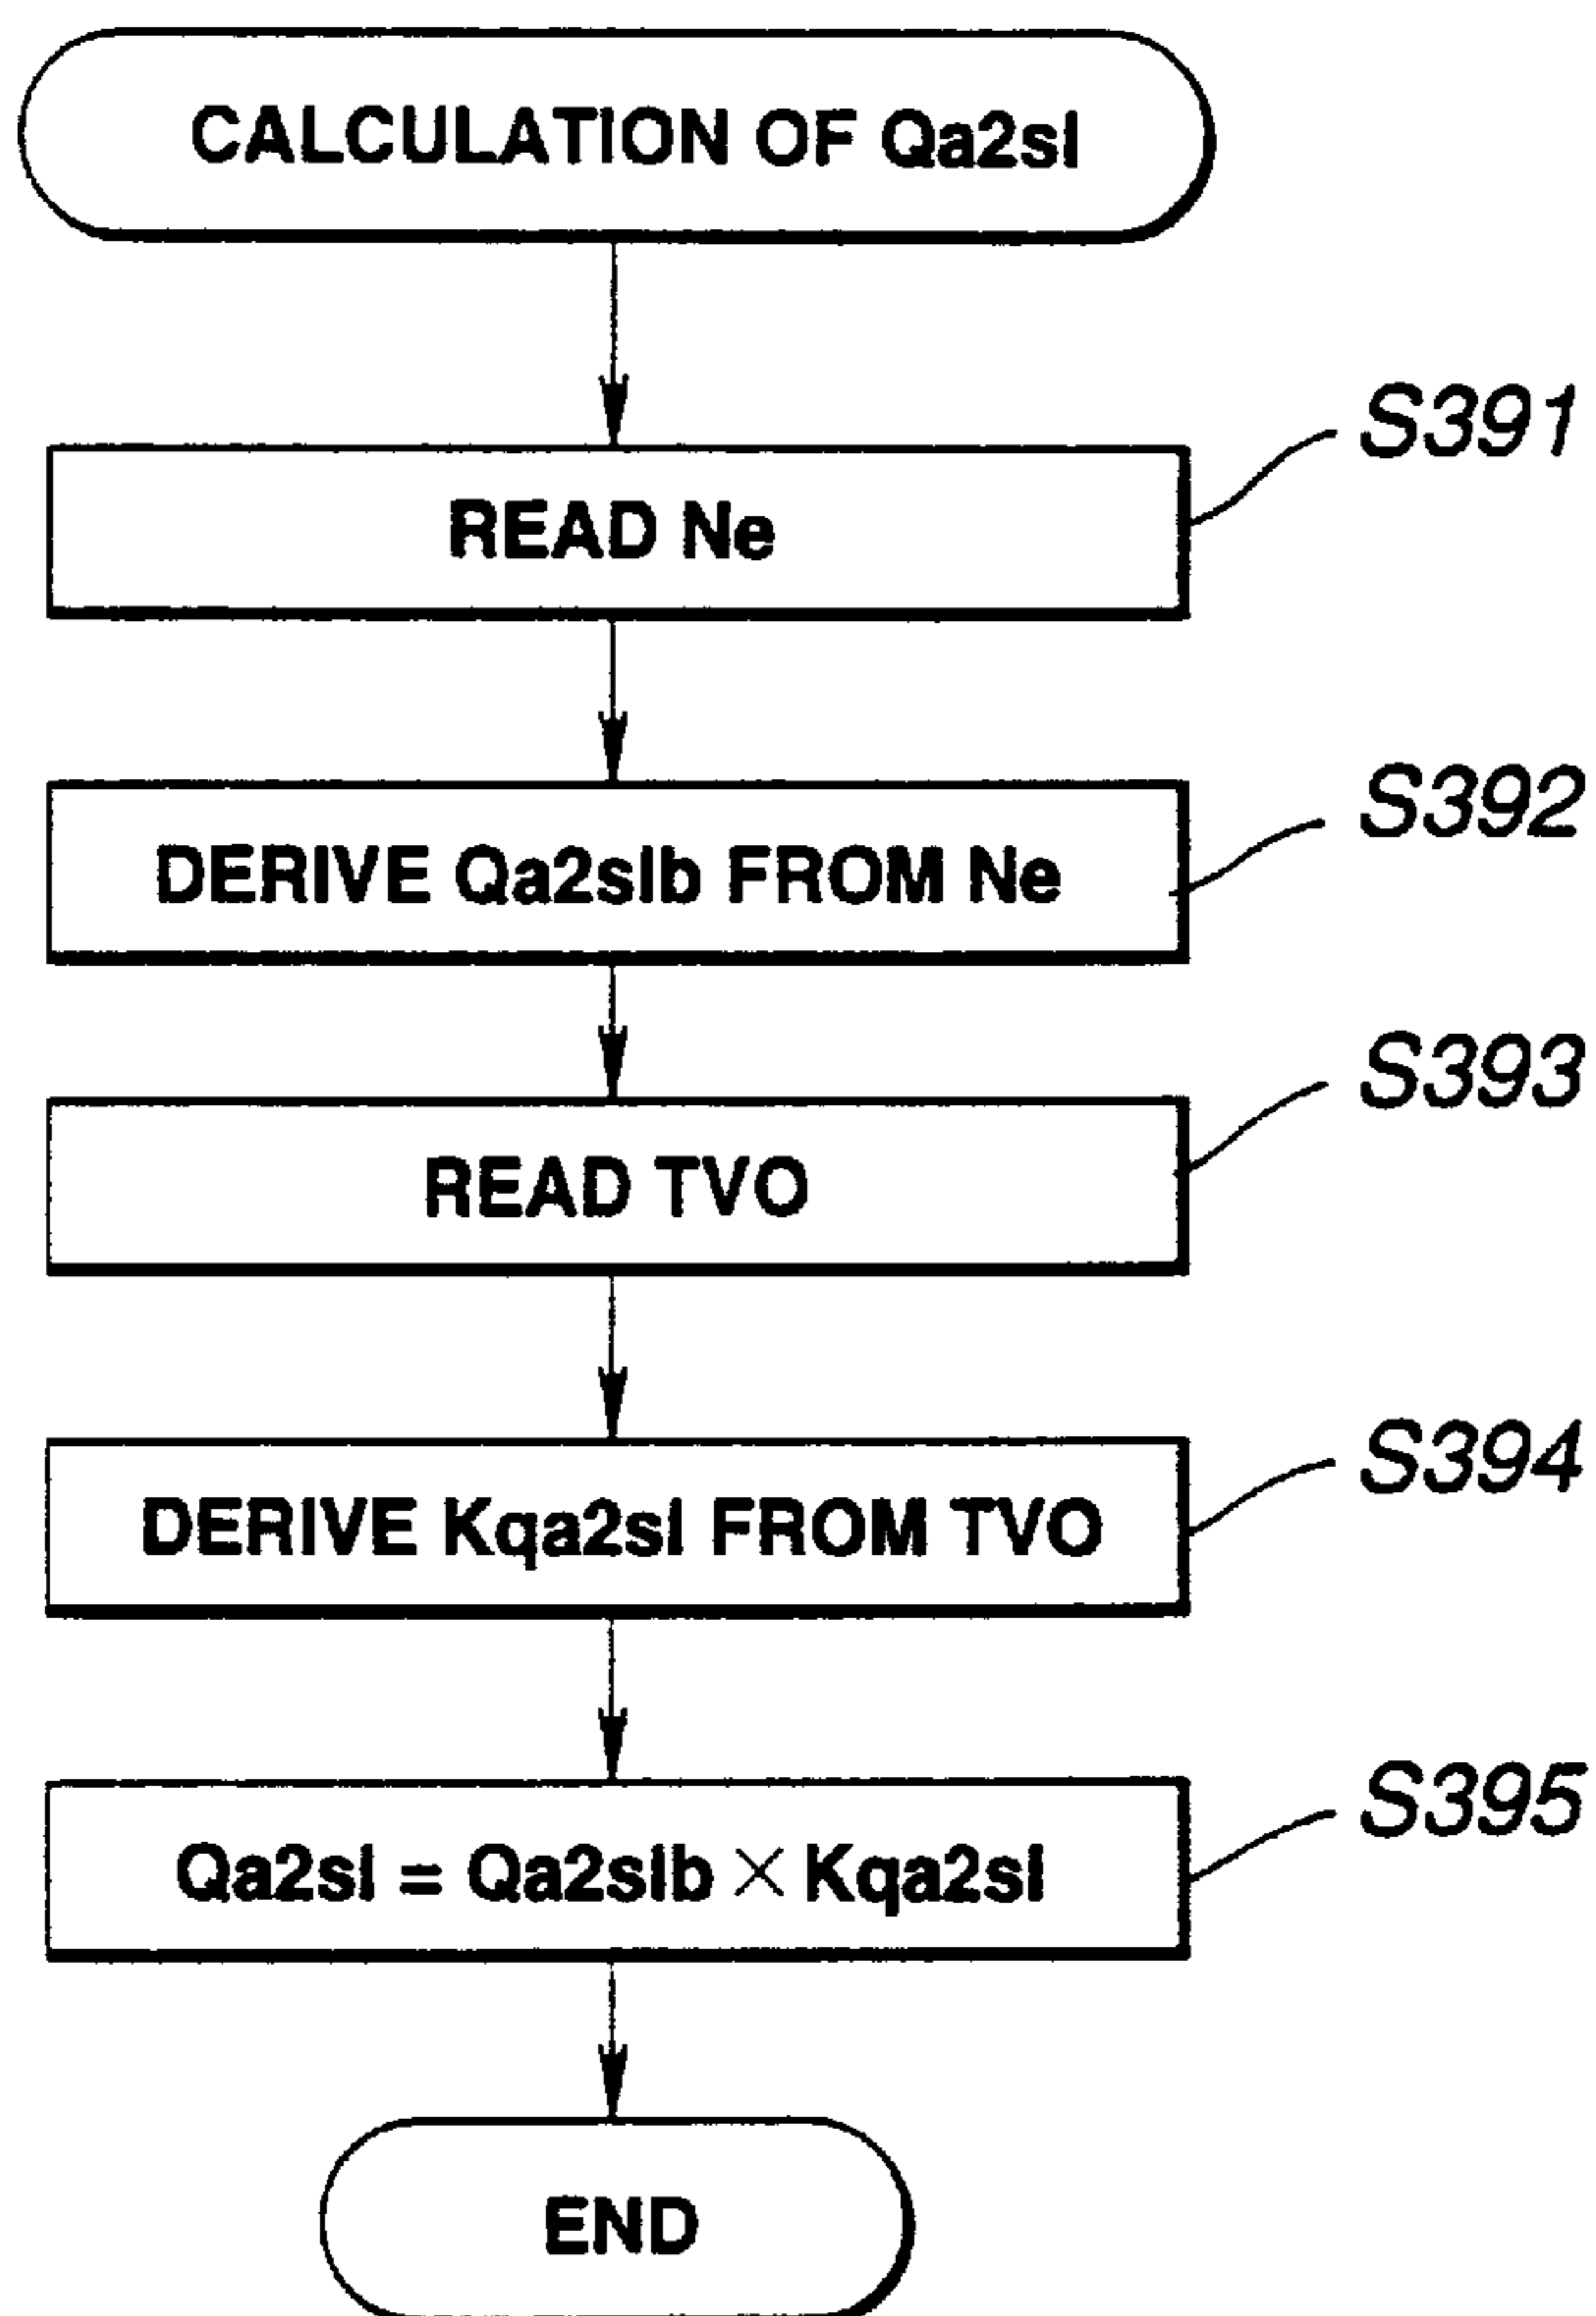 CALCULATION OF Qa2sl
S391
READ Ne
S392
DERIVE Qa2slb FROM Ne
S393
READ TVO
S394
DERIVE Kqa2sl FROM TVO
S395
Qa2sl = Qa2slb × Kqa2sl
END